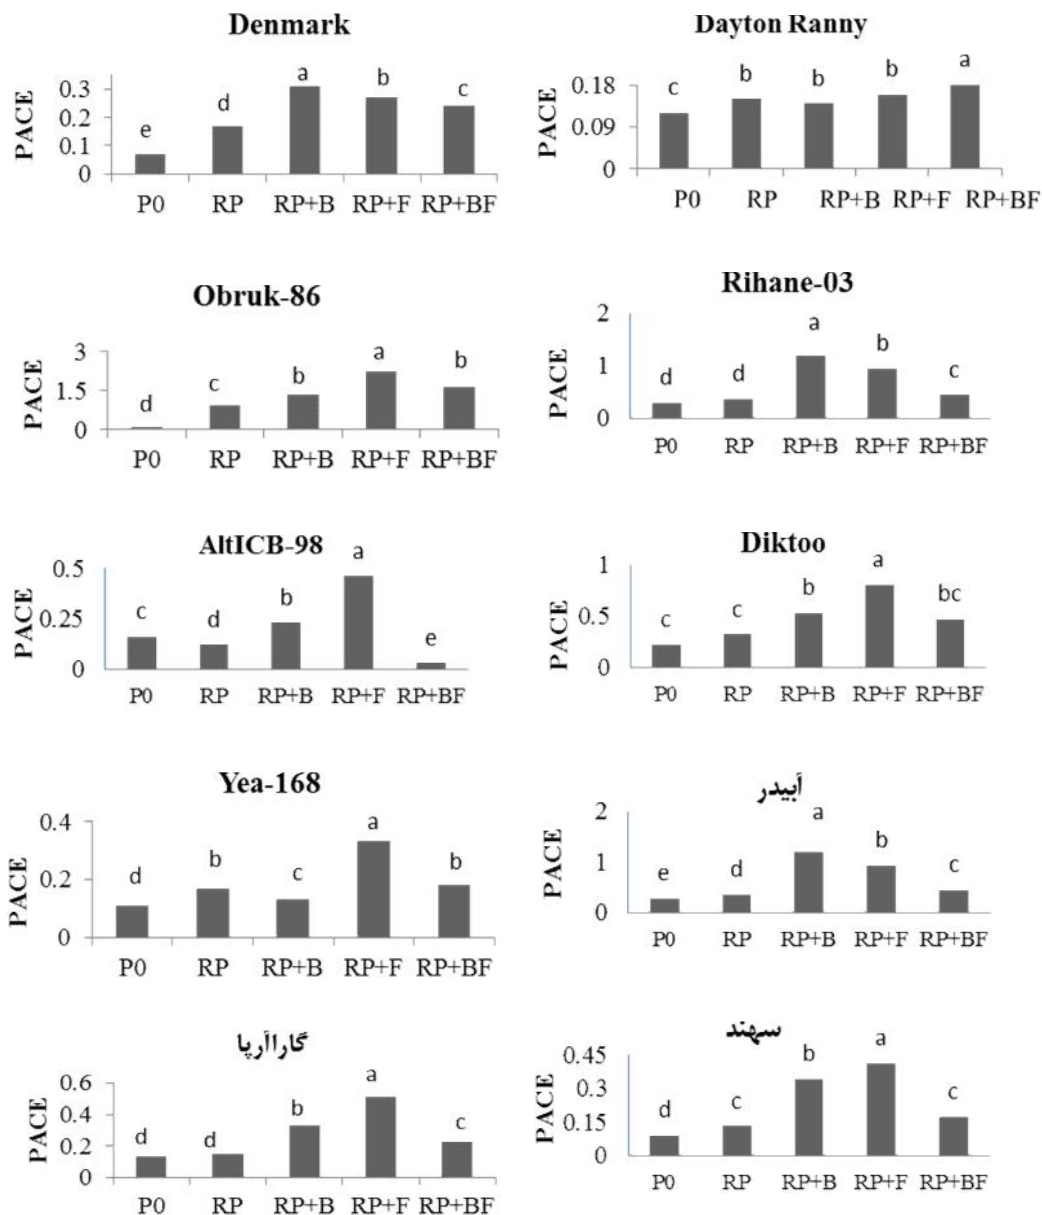 Denmark
PACE
0.3
0.2
0.1
0
e
d
a
b
c
P0 RP RP+B RP+F RP+BF
Dayton Ranny
PACE
0.18
0.09
0
c
b
b
b
a
P0 RP RP+B RP+F RP+BF
Obruk-86
PACE
3
1.5
0
d
c
b
a
b
P0 RP RP+B RP+F RP+BF
Rihane-03
PACE
2
1
0
d
d
a
b
c
P0 RP RP+B RP+F RP+BF
AltICB-98
PACE
0.5
0.25
0
c
d
b
a
e
P0 RP RP+B RP+F RP+BF
Diktoo
PACE
1
0.5
0
c
c
b
a
bc
P0 RP RP+B RP+F RP+BF
Yea-168
PACE
0.4
0.2
0
d
b
c
a
b
P0 RP RP+B RP+F RP+BF
آبیدر
PACE
2
1
0
e
d
a
b
c
P0 RP RP+B RP+F RP+BF
گاراآرپا
PACE
0.6
0.4
0.2
0
d
d
b
a
c
P0 RP RP+B RP+F RP+BF
سهند
PACE
0.45
0.3
0.15
0
d
c
b
a
c
P0 RP RP+B RP+F RP+BF